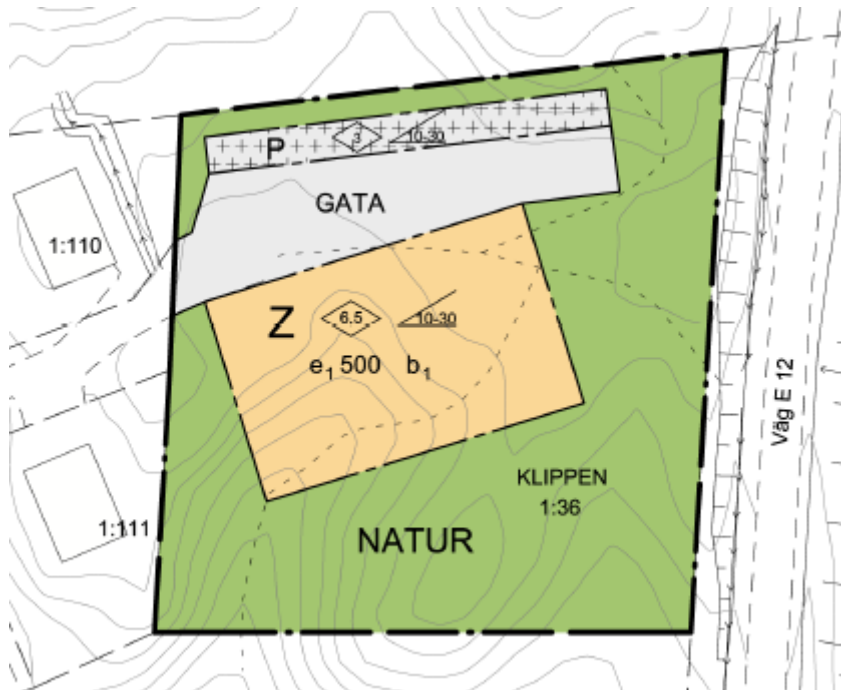 P 3 10-30
GATA
1:110
Z 6.5 10-30
e1 500 b1
Väg E 12
KLIPPEN
1:36
1:111
NATUR